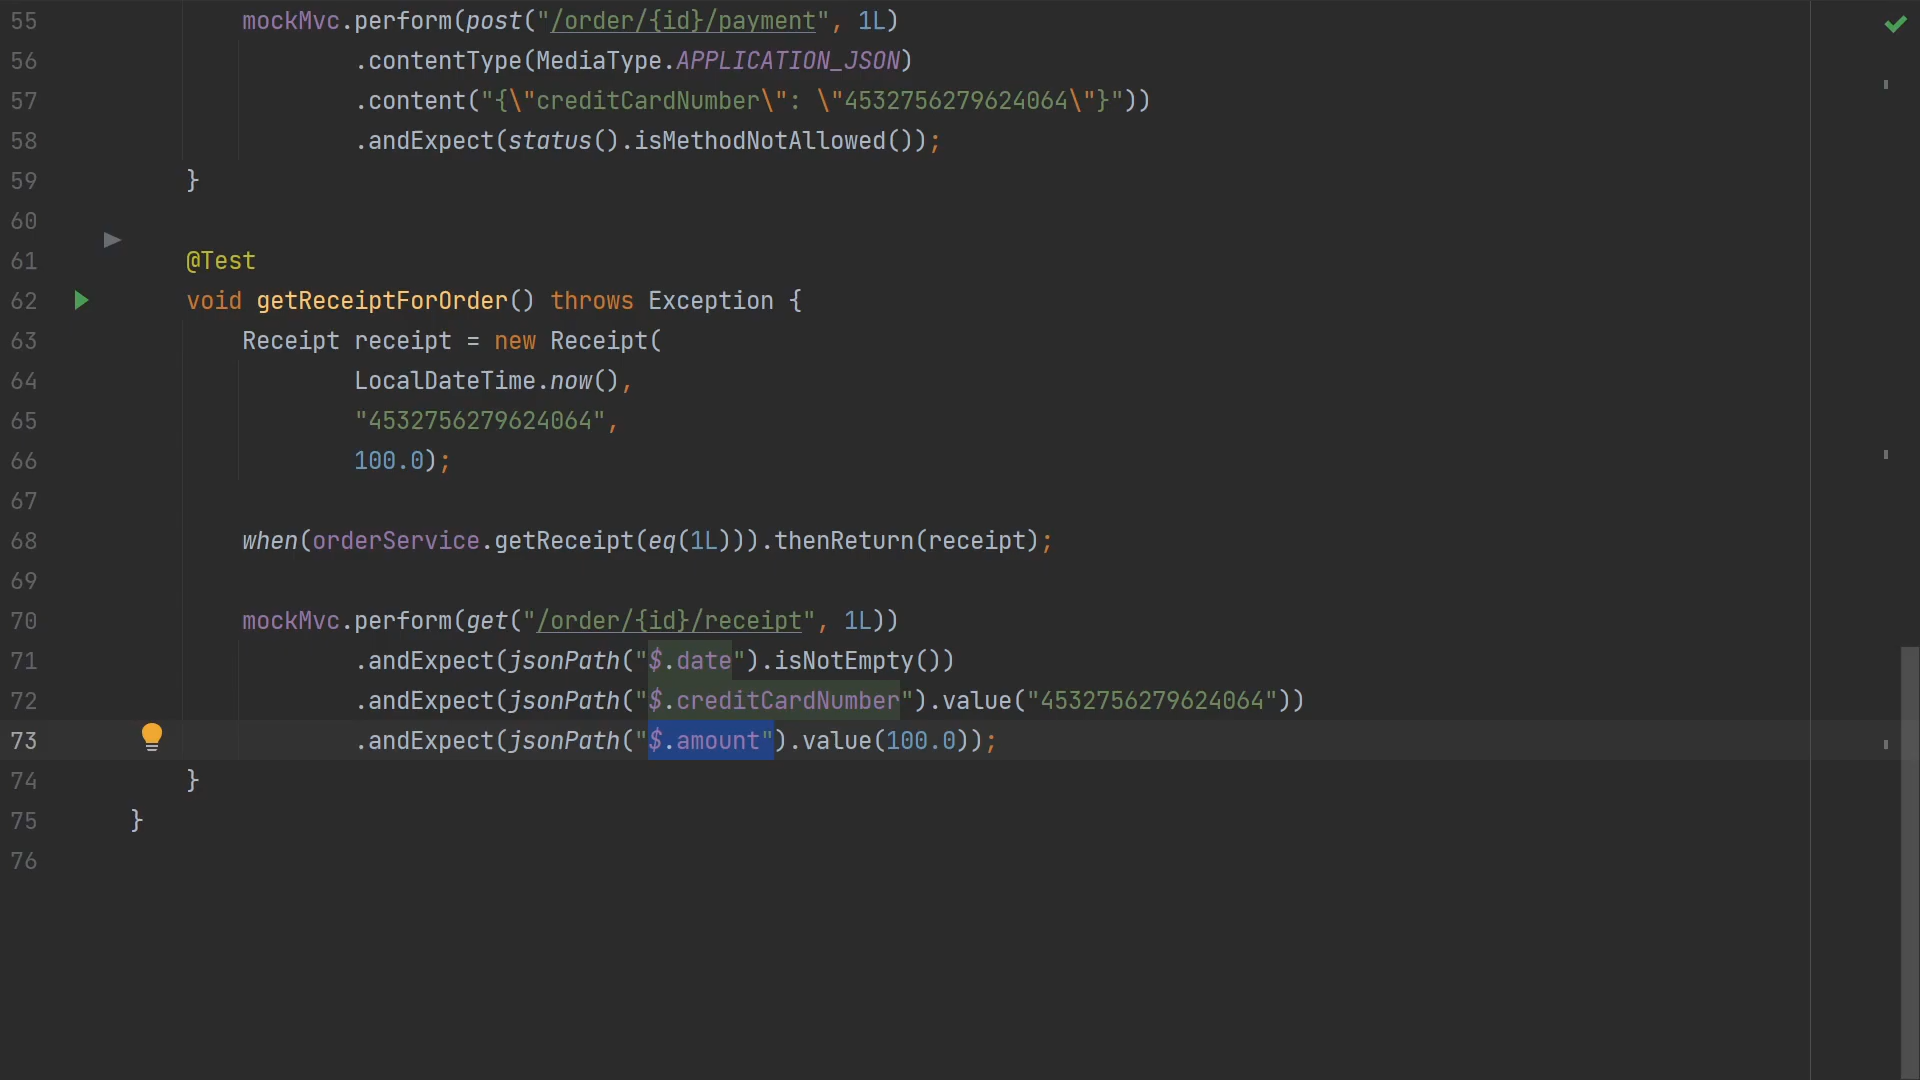 55 mockMvc.perform(post("/order/{id}/payment", 1L)
56 .contentType(MediaType.APPLICATION_JSON)
57 .content("{\"creditCardNumber\": \"4532756279624064\"}"))
58 .andExpect(status().isMethodNotAllowed());
59 }
60
61 @Test
62 void getReceiptForOrder() throws Exception {
63 Receipt receipt = new Receipt(
64 LocalDateTime.now(),
65 "4532756279624064",
66 100.0);
67
68 when(orderService.getReceipt(eq(1L))).thenReturn(receipt);
69
70 mockMvc.perform(get("/order/{id}/receipt", 1L))
71 .andExpect(jsonPath("$.date").isNotEmpty())
72 .andExpect(jsonPath("$.creditCardNumber").value("4532756279624064"))
73 .andExpect(jsonPath("$.amount").value(100.0));
74 }
75 }
76